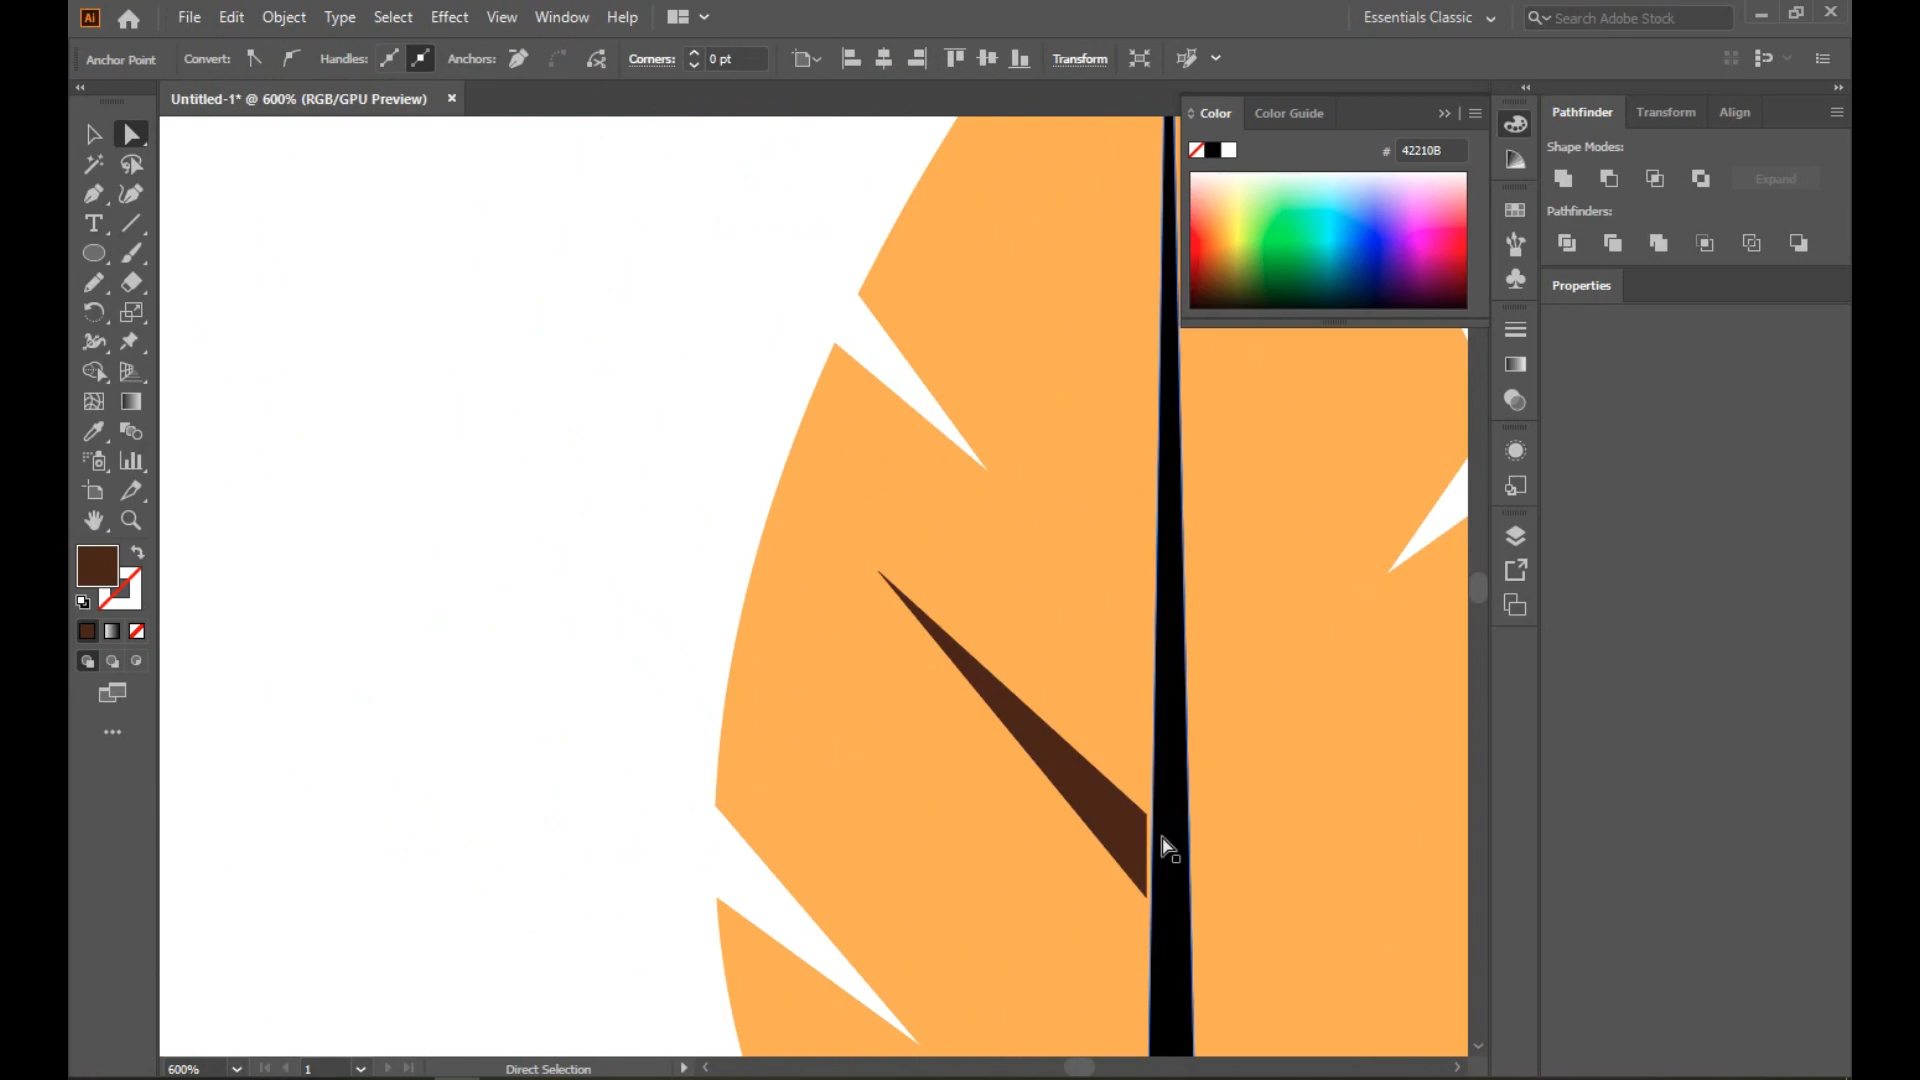 Ai File Edit Object Type Select Effect View Window Help Essentials Classic Search Adobe Stock
Anchor Point Convert: Handles: Anchors: Corners: 0 pt Transform
Untitled-1* @ 600% (RGB/GPU Preview)
Color Color Guide
# 42210B
Pathfinder Transform Align
Shape Modes:
Expand
Pathfinders:
Properties
600% 1 Direct Selection